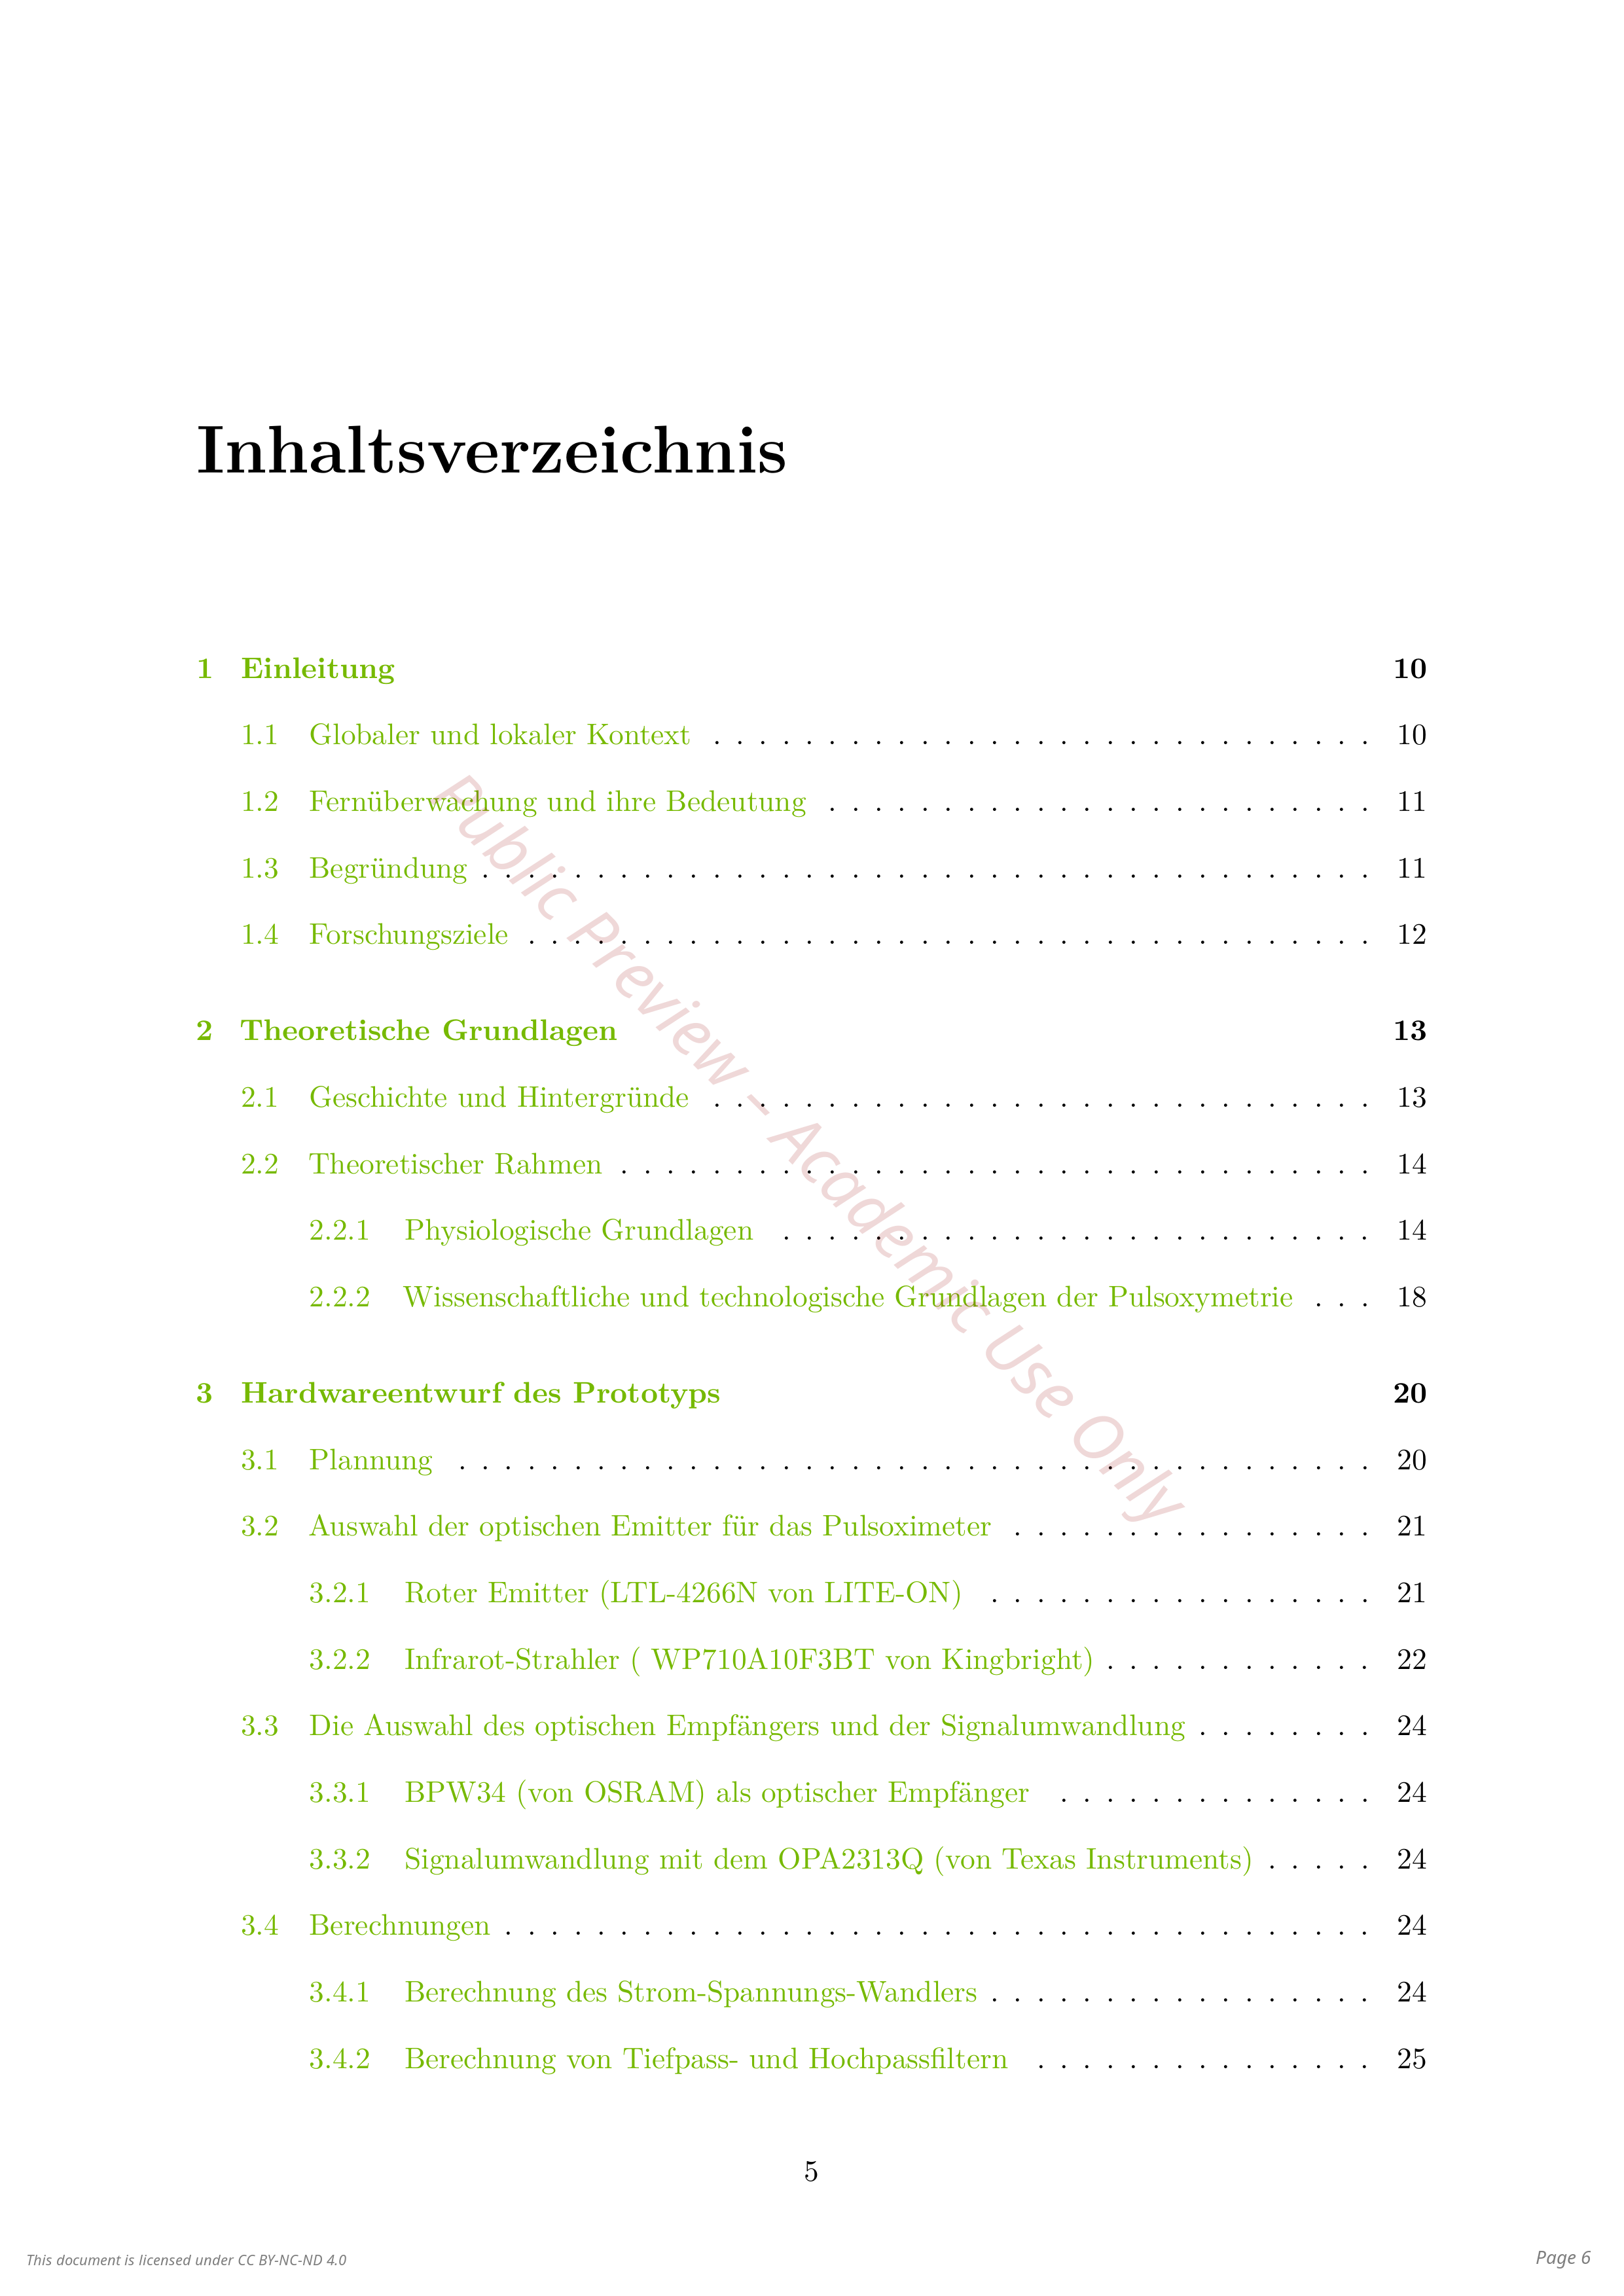 Inhaltsverzeichnis
1 Einleitung 10
1.1 Globaler und lokaler Kontext . . . . . . . . . . . . . . . . . . . . . . . . . . . . . 10
1.2 Fernüberwachung und ihre Bedeutung . . . . . . . . . . . . . . . . . . . . . . . . 11
1.3 Begründung . . . . . . . . . . . . . . . . . . . . . . . . . . . . . . . . . . . . . . . 11
1.4 Forschungsziele . . . . . . . . . . . . . . . . . . . . . . . . . . . . . . . . . . . . . 12
2 Theoretische Grundlagen 13
2.1 Geschichte und Hintergründe . . . . . . . . . . . . . . . . . . . . . . . . . . . . . 13
2.2 Theoretischer Rahmen . . . . . . . . . . . . . . . . . . . . . . . . . . . . . . . . . 14
2.2.1 Physiologische Grundlagen . . . . . . . . . . . . . . . . . . . . . . . . . . 14
2.2.2 Wissenschaftliche und technologische Grundlagen der Pulsoxymetrie . . . 18
3 Hardwareentwurf des Prototyps 20
3.1 Plannung . . . . . . . . . . . . . . . . . . . . . . . . . . . . . . . . . . . . . . . . 20
3.2 Auswahl der optischen Emitter für das Pulsoximeter . . . . . . . . . . . . . . . . 21
3.2.1 Roter Emitter (LTL-4266N von LITE-ON) . . . . . . . . . . . . . . . . . 21
3.2.2 Infrarot-Strahler ( WP710A10F3BT von Kingbright) . . . . . . . . . . . . 22
3.3 Die Auswahl des optischen Empfängers und der Signalumwandlung . . . . . . . . 24
3.3.1 BPW34 (von OSRAM) als optischer Empfänger . . . . . . . . . . . . . . 24
3.3.2 Signalumwandlung mit dem OPA2313Q (von Texas Instruments) . . . . . 24
3.4 Berechnungen . . . . . . . . . . . . . . . . . . . . . . . . . . . . . . . . . . . . . . 24
3.4.1 Berechnung des Strom-Spannungs-Wandlers . . . . . . . . . . . . . . . . . 24
3.4.2 Berechnung von Tiefpass- und Hochpassfiltern . . . . . . . . . . . . . . . 25
Public Preview – Academic Use Only
5
This document is licensed under CC BY-NC-ND 4.0
Page 6